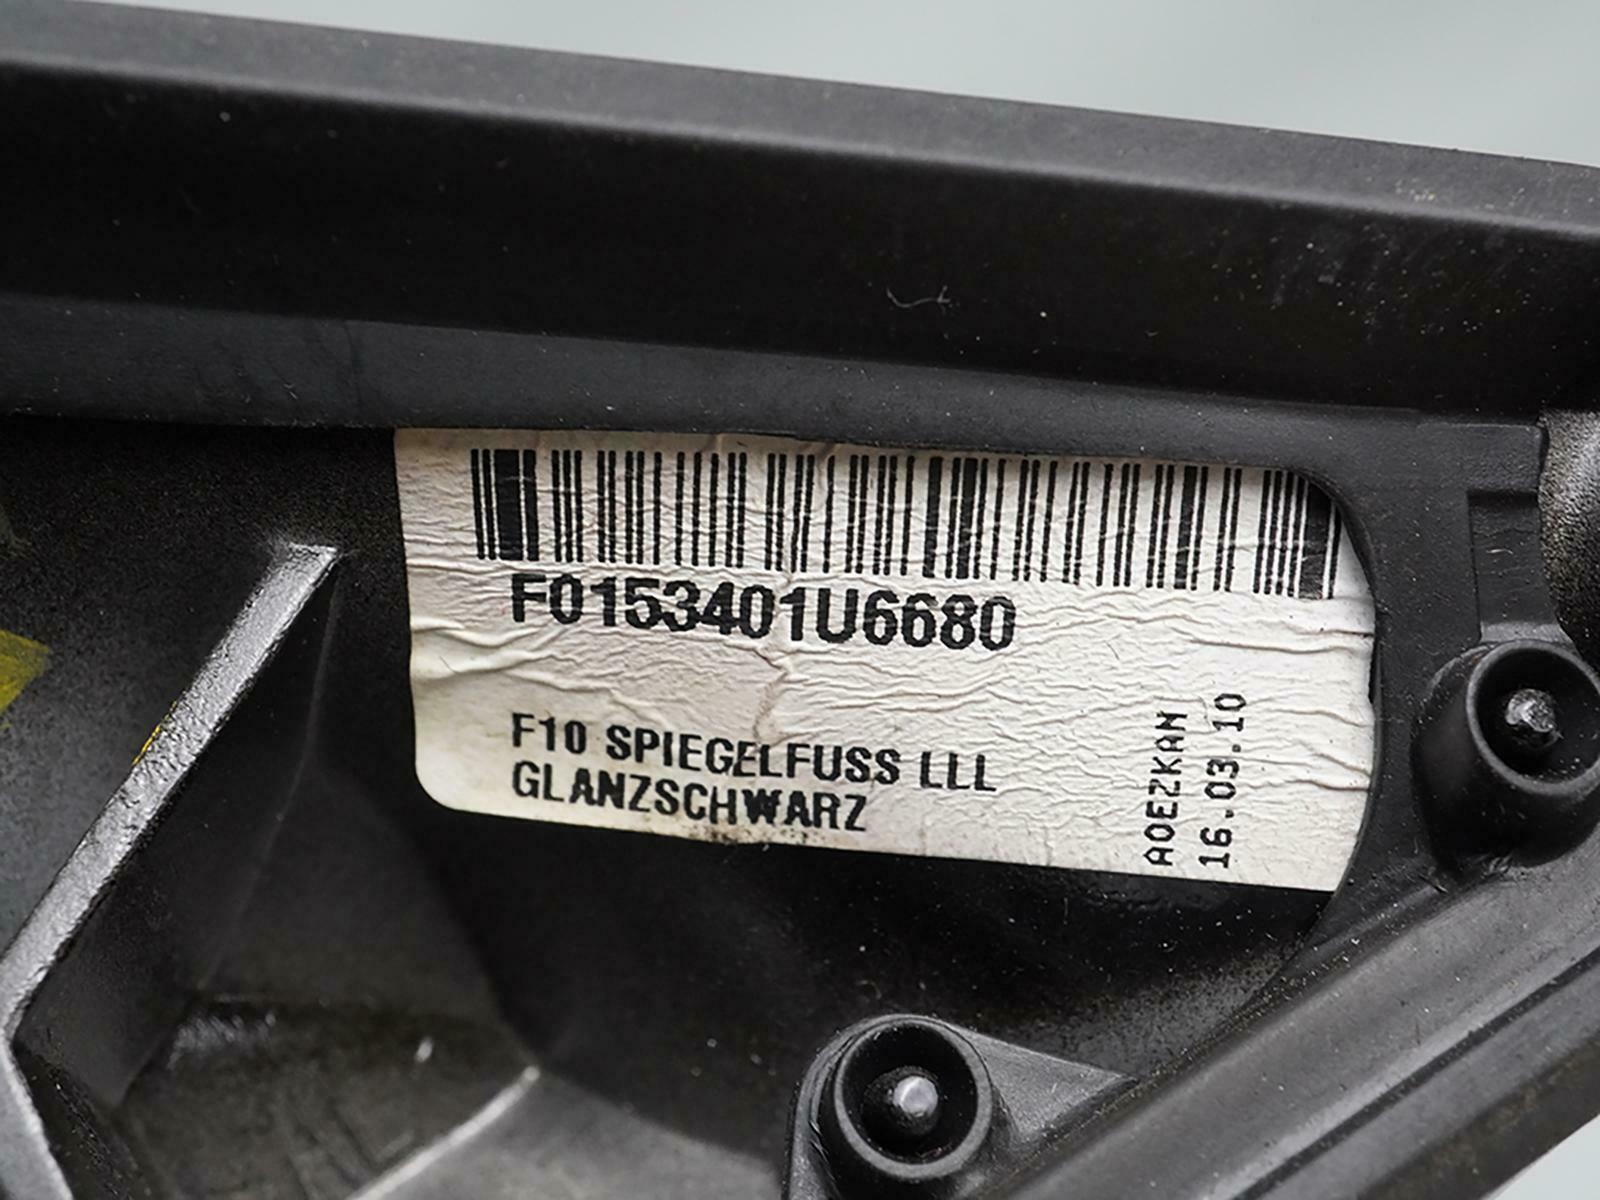 F0153401U6680
F10 SPIEGELFUSS LLL
GLANZSCHWARZ
AOEZKAN
16.03.10